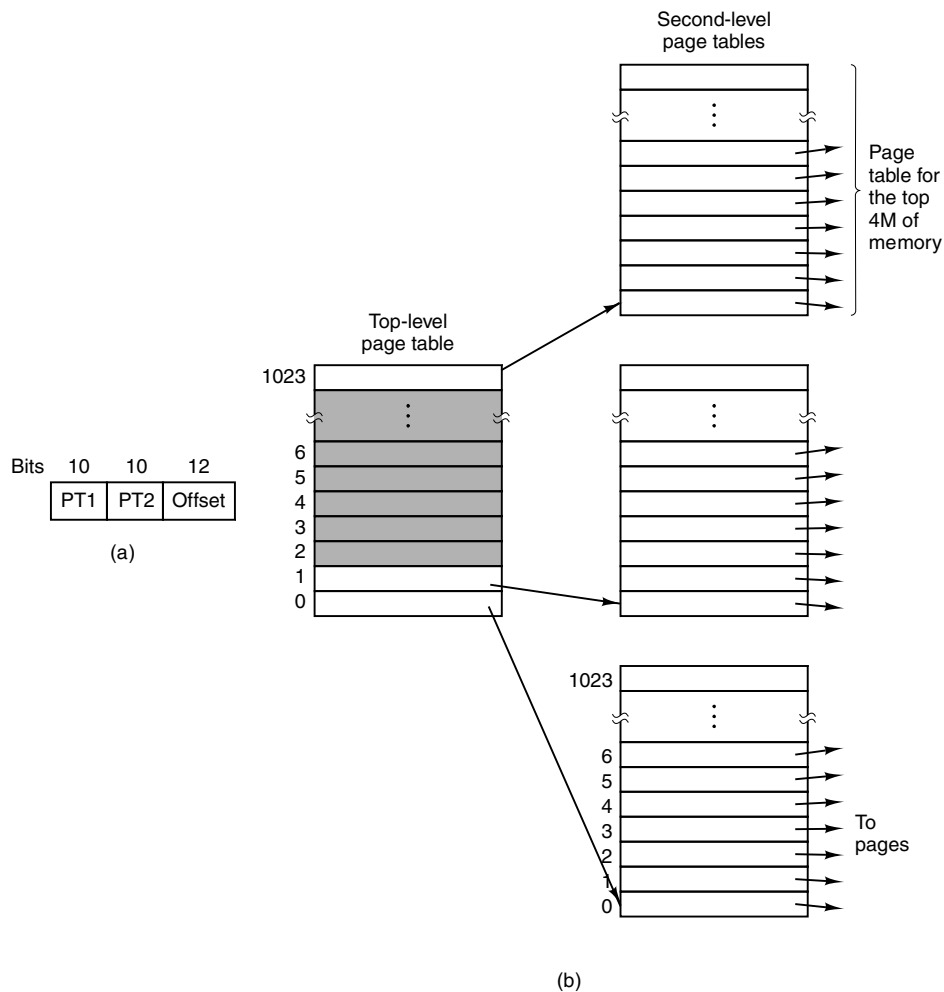 Second-level
page tables
Page
table for
the top
4M of
memory
Top-level
page table
1023
6
5
4
3
2
1
0
Bits 10 10 12
PT1 PT2 Offset
(a)
1023
6
5
4
3
2
1
0
To
pages
(b)